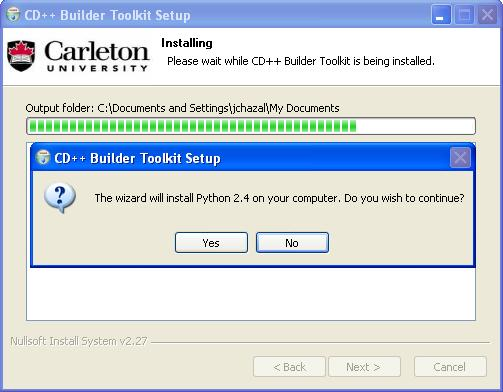 CD++ Builder Toolkit Setup
Carleton
UNIVERSITY
Installing
Please wait while CD++ Builder Toolkit is being installed.
Output folder: C:\Documents and Settings\jchazal\My Documents
CD++ Builder Toolkit Setup
The wizard will install Python 2.4 on your computer. Do you wish to continue?
Yes
No
Nullsoft Install System v2.27
< Back
Next >
Cancel